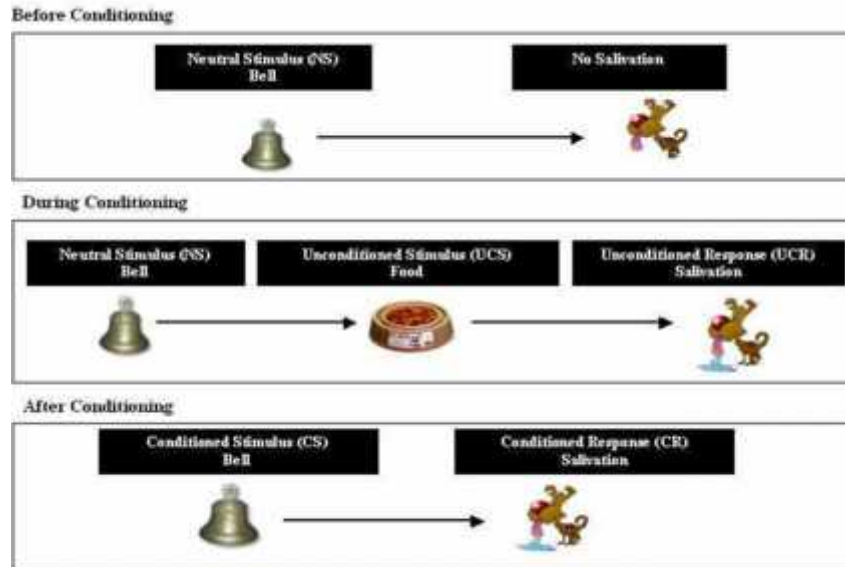 Before Conditioning
Neutral Stimulus (NS)
Bell
No Salivation
During Conditioning
Neutral Stimulus (NS)
Bell
Unconditioned Stimulus (UCS)
Food
Unconditioned Response (UCR)
Salivation
After Conditioning
Conditioned Stimulus (CS)
Bell
Conditioned Response (CR)
Salivation